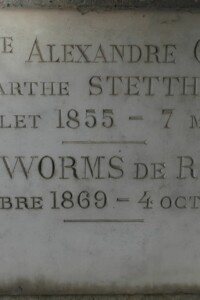 E ALEXANDRE
ARTHE STETTH
LET 1855 - 7 M
WORMS DE R
BRE 1869 - 4 OCT